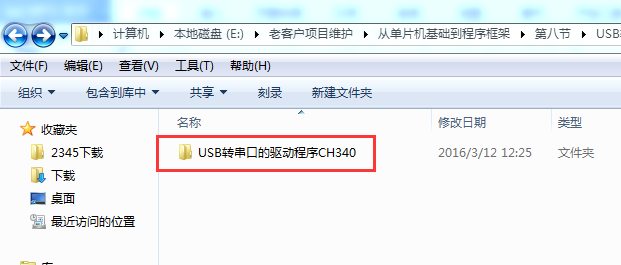 计算机 ▸ 本地磁盘 (E:) ▸ 老客户项目维护 ▸ 从单片机基础到程序框架 ▸ 第八节 ▸ USB
文件(F) 编辑(E) 查看(V) 工具(T) 帮助(H)
组织 包含到库中 共享 刻录 新建文件夹
名称 修改日期 类型
收藏夹
2345下载
USB转串口的驱动程序CH340 2016/3/12 12:25 文件夹
下载
桌面
最近访问的位置